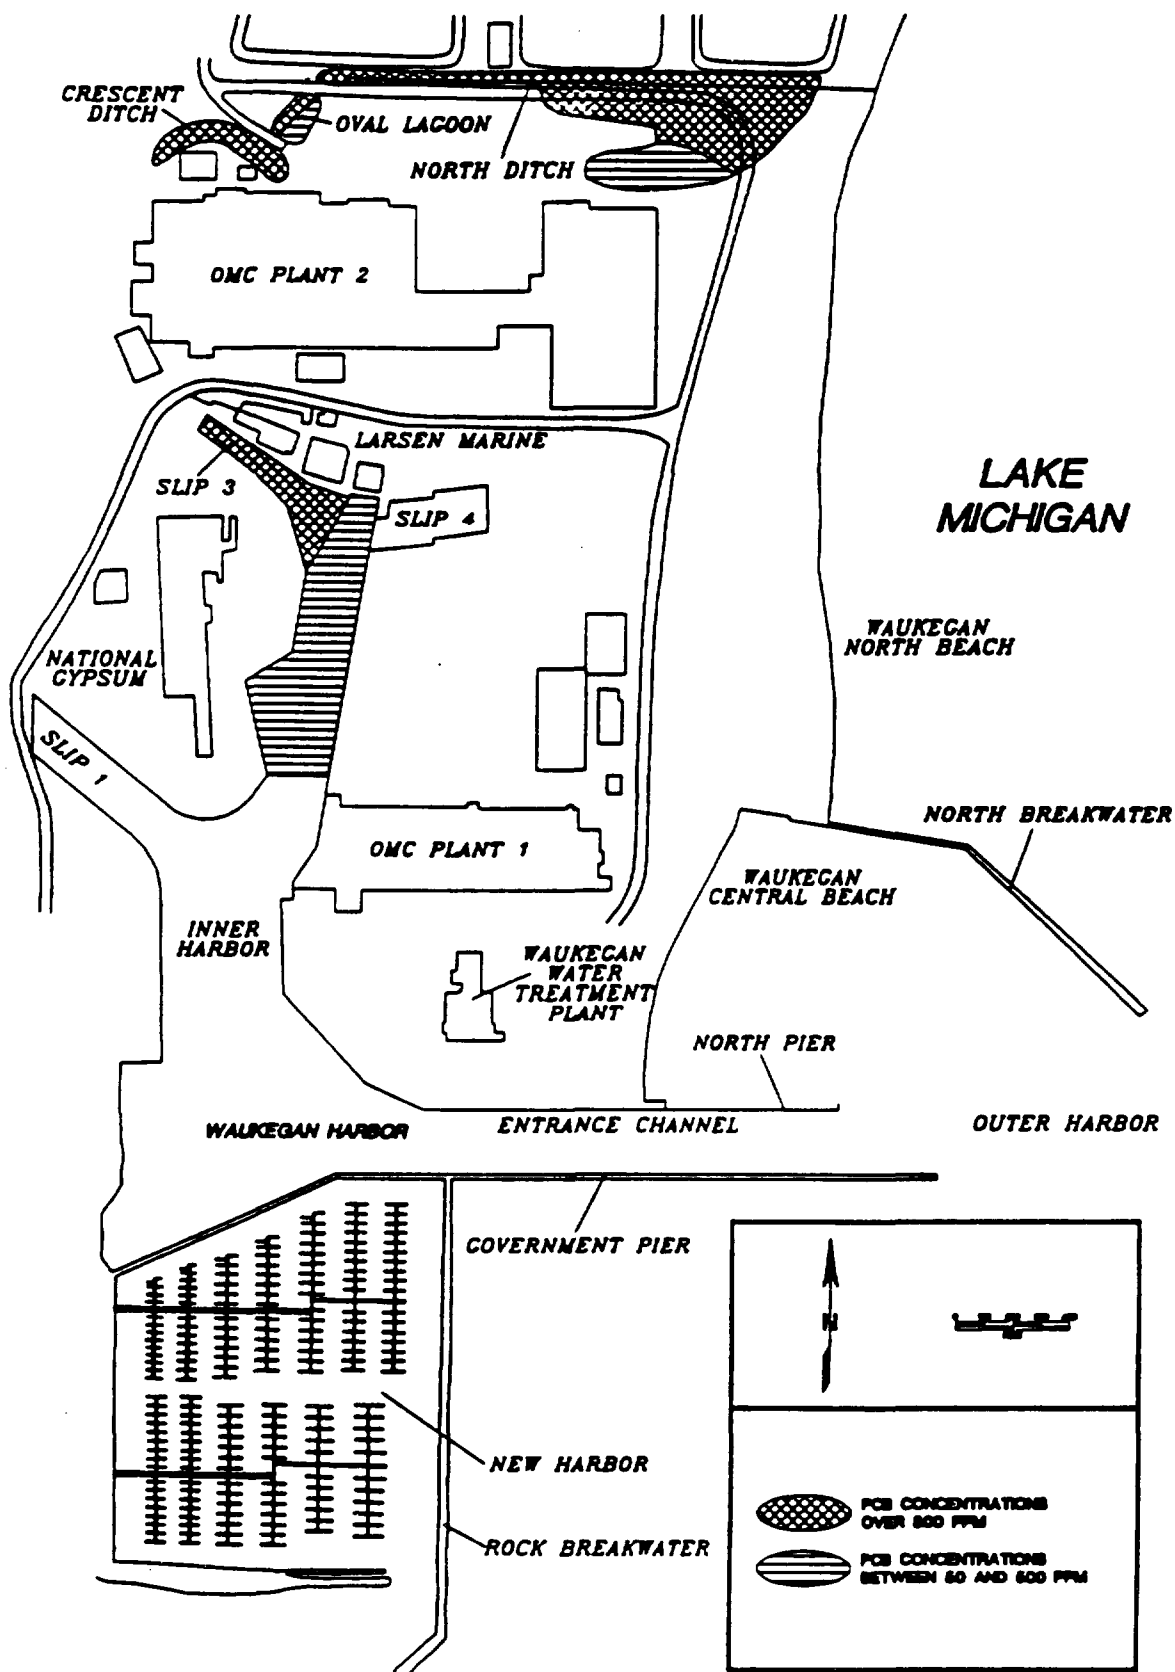 CRESCENT
DITCH
OVAL LAGOON
NORTH DITCH
OMC PLANT 2
LARSEN MARINE
SLIP 3
SLIP 4
LAKE
MICHIGAN
WAUKEGAN
NORTH BEACH
NATIONAL
GYPSUM
SLIP 1
NORTH BREAKWATER
OMC PLANT 1
WAUKEGAN
CENTRAL BEACH
INNER
HARBOR
WAUKEGAN
WATER
TREATMENT
PLANT
NORTH PIER
WAUKEGAN HARBOR
ENTRANCE CHANNEL
OUTER HARBOR
GOVERNMENT PIER
N
NEW HARBOR
PCB CONCENTRATIONS
OVER PPM
ROCK BREAKWATER
PCB CONCENTRATIONS
BETWEEN 50 AND 500 PPM